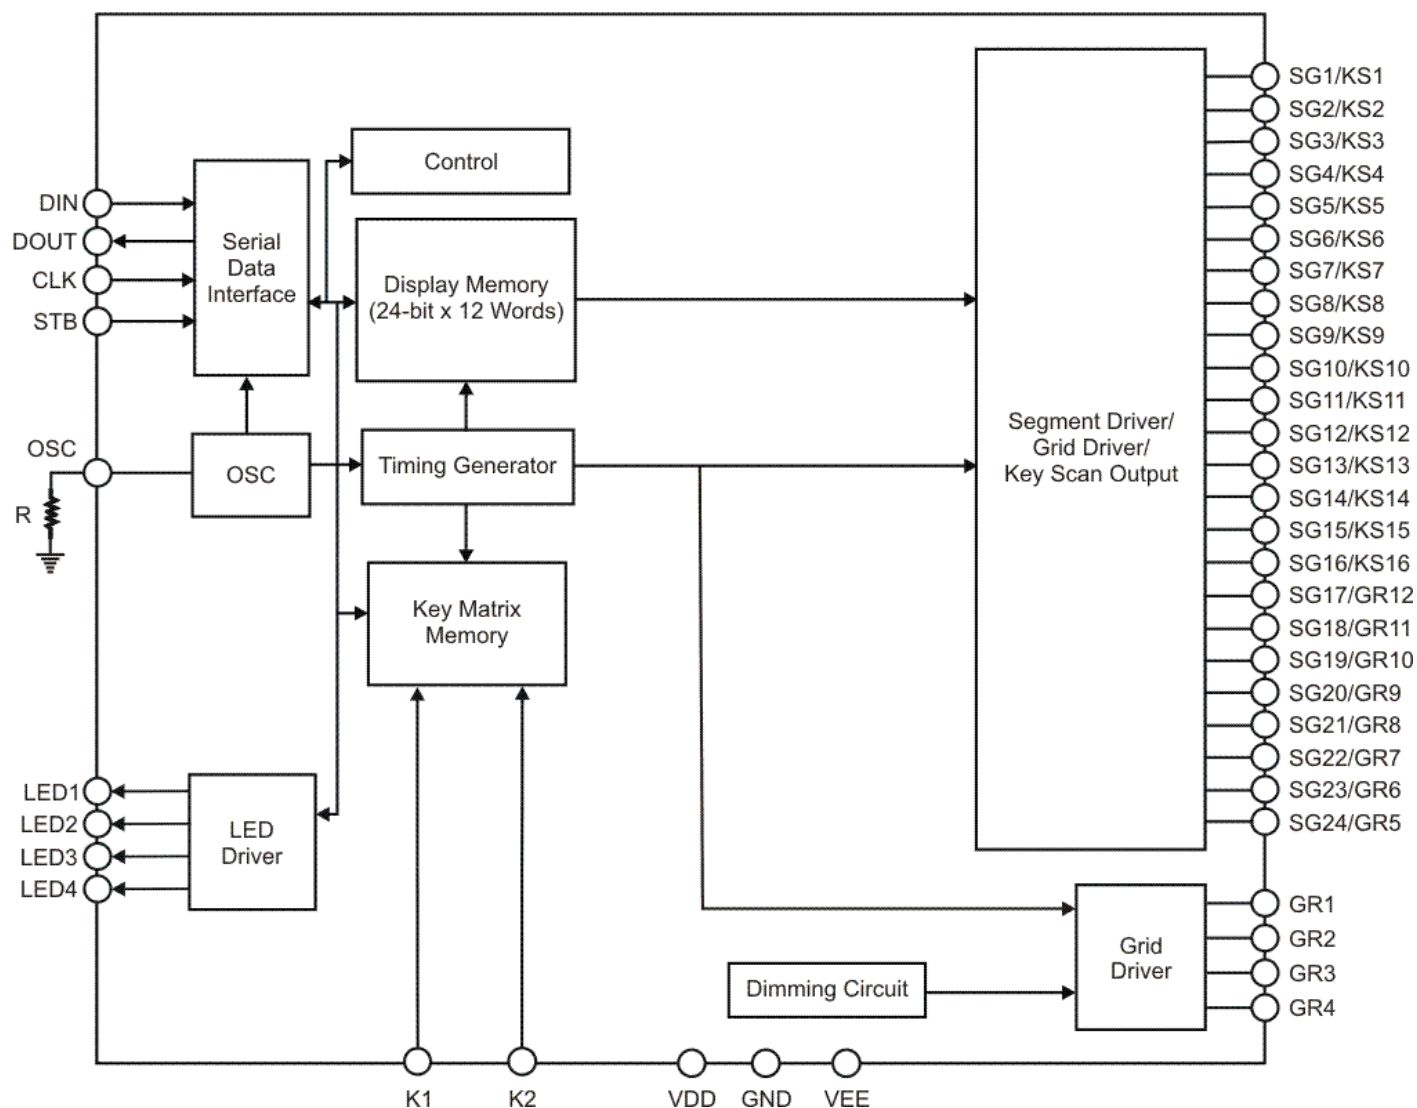 Control
DIN
DOUT
CLK
STB
Serial
Data
Interface
Display Memory
(24-bit x 12 Words)
OSC
R
OSC
Timing Generator
Key Matrix
Memory
LED1
LED2
LED3
LED4
LED
Driver
Segment Driver/
Grid Driver/
Key Scan Output
SG1/KS1
SG2/KS2
SG3/KS3
SG4/KS4
SG5/KS5
SG6/KS6
SG7/KS7
SG8/KS8
SG9/KS9
SG10/KS10
SG11/KS11
SG12/KS12
SG13/KS13
SG14/KS14
SG15/KS15
SG16/KS16
SG17/GR12
SG18/GR11
SG19/GR10
SG20/GR9
SG21/GR8
SG22/GR7
SG23/GR6
SG24/GR5
Dimming Circuit
Grid
Driver
GR1
GR2
GR3
GR4
K1
K2
VDD
GND
VEE